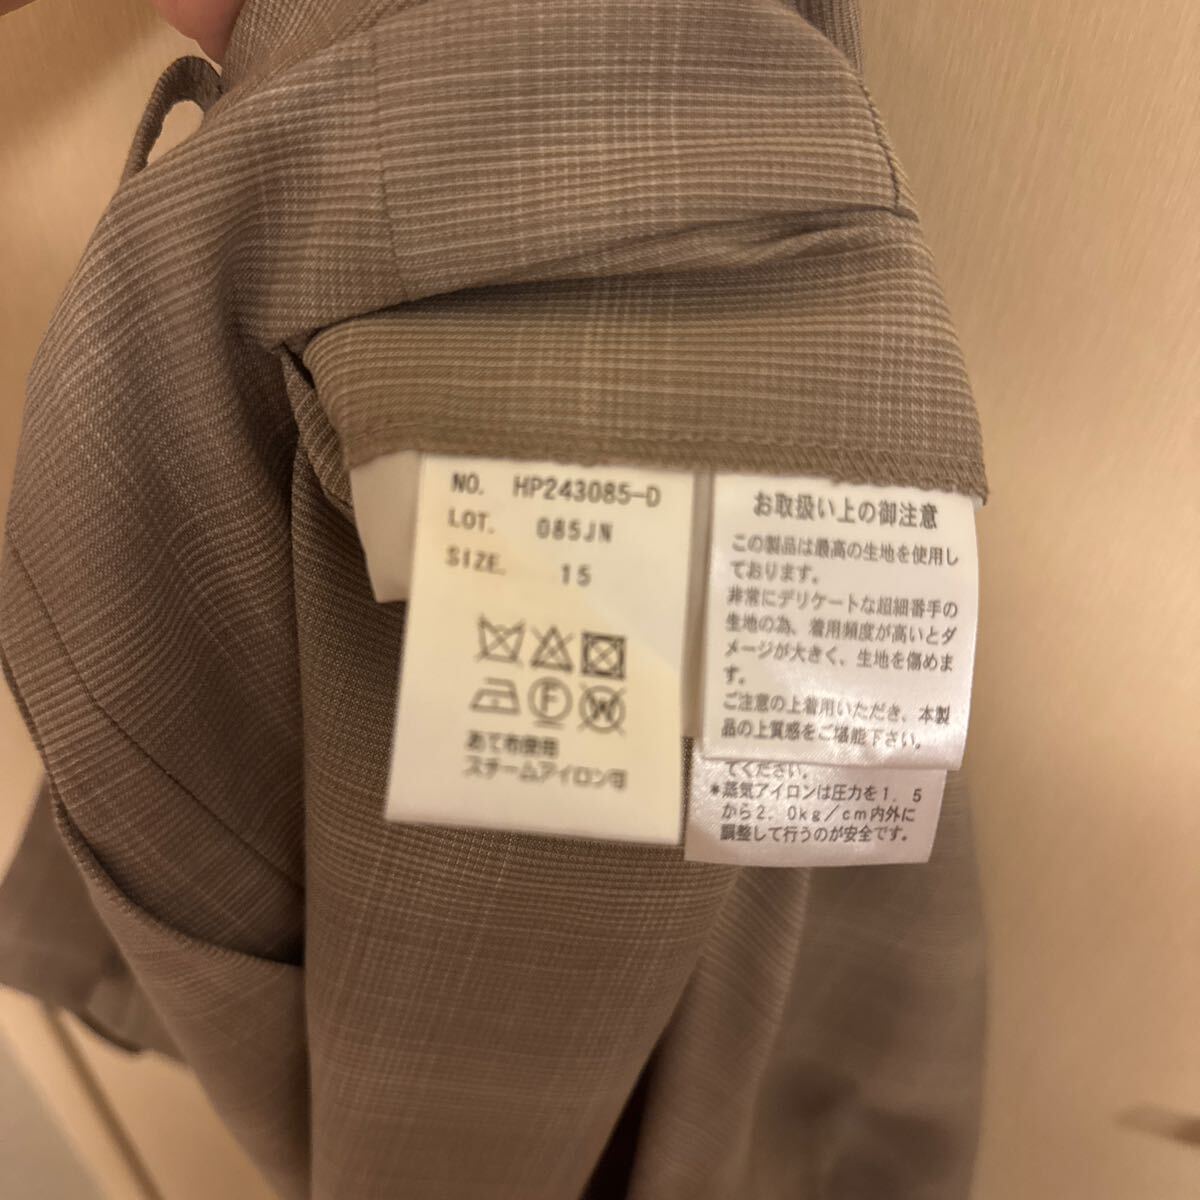 NO. HP243085-D
LOT. 085JN
SIZE. 15
F
W
あて布使用
スチームアイロン可
お取扱い上の御注意
この製品は最高の生地を使用し
ております。
非常にデリケートな超細番手の
生地の為、着用頻度が高いとダ
メージが大きく、生地を傷めま
す。
ご注意の上着用いただき、本製
品の上質感をご堪能下さい。
てください。
*蒸気アイロンは圧力を1.5
から2.0kg/cm内外に
調整して行うのが安全です。